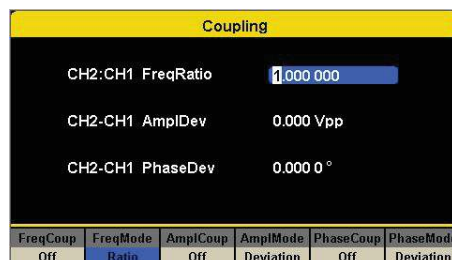 Coupling
CH2:CH1 FreqRatio 1.000 000
CH2-CH1 AmplDev 0.000 Vpp
CH2-CH1 PhaseDev 0.000 0 °
FreqCoup FreqMode AmplCoup AmplMode PhaseCoup PhaseMode
Off Ratio Off Deviation Off Deviation